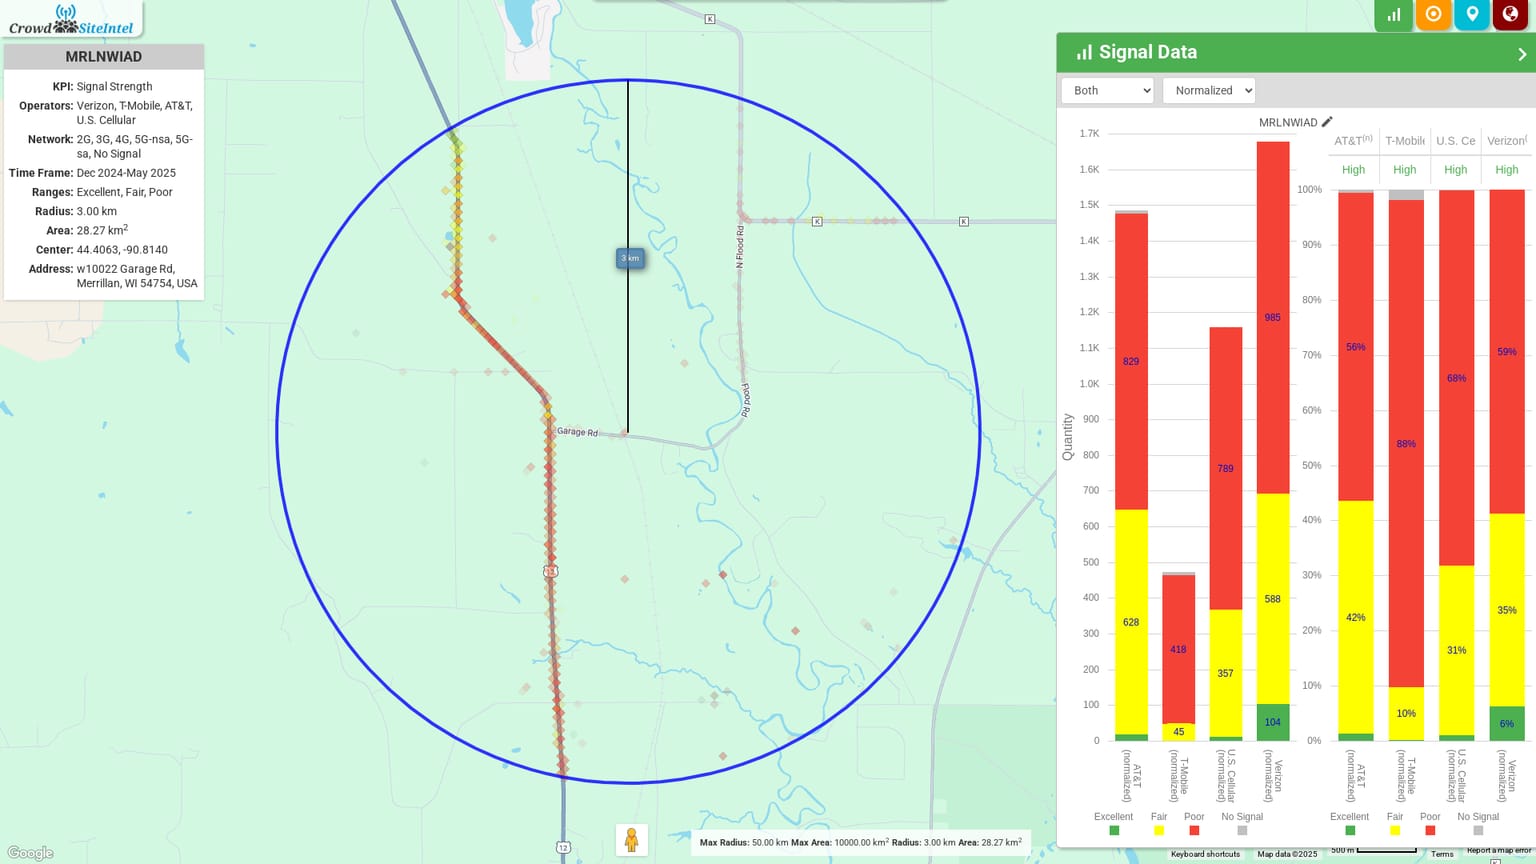 Crowd SiteIntel
MRLNWIAD
KPI: Signal Strength
Operators: Verizon, T-Mobile, AT&T,
U.S. Cellular
Network: 2G, 3G, 4G, 5G-nsa, 5G-
sa, No Signal
Time Frame: Dec 2024-May 2025
Ranges: Excellent, Fair, Poor
Radius: 3.00 km
Area: 28.27 km2
Center: 44.4063, -90.8140
Address: w10022 Garage Rd,
Merrillan, WI 54754, USA
K
N Flood Rd
K
K
3 km
Flood Rd
Garage Rd
12
12
Google
Max Radius: 50.00 km Max Area: 10000.00 km2 Radius: 3.00 km Area: 28.27 km2
Signal Data
Both
Normalized
MRLNWIAD
Quantity
1.7K
1.6K
1.5K
1.4K
1.3K
1.2K
1.1K
1.0K
900
800
700
600
500
400
300
200
100
0
829
628
418
45
789
357
985
588
104
AT&T (normalized)
T-Mobile (normalized)
U.S. Cellular (normalized)
Verizon (normalized)
Excellent Fair Poor No Signal
AT&T(n) T-Mobile U.S. Ce Verizon(
High High High High
100%
90%
80%
70%
60%
50%
40%
30%
20%
10%
0%
56%
42%
88%
10%
68%
31%
59%
35%
6%
AT&T (normalized)
T-Mobile (normalized)
U.S. Cellular (normalized)
Verizon (normalized)
Excellent Fair Poor No Signal
Keyboard shortcuts Map data ©2025 500 m Terms Report a map error
K